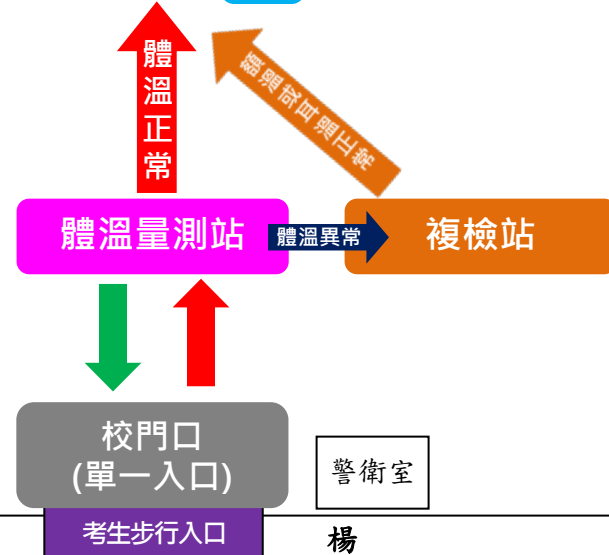 體溫正常
額溫或耳溫正常
體溫量測站
體溫異常
複檢站
校門口
(單一入口)
警衛室
考生步行入口
楊